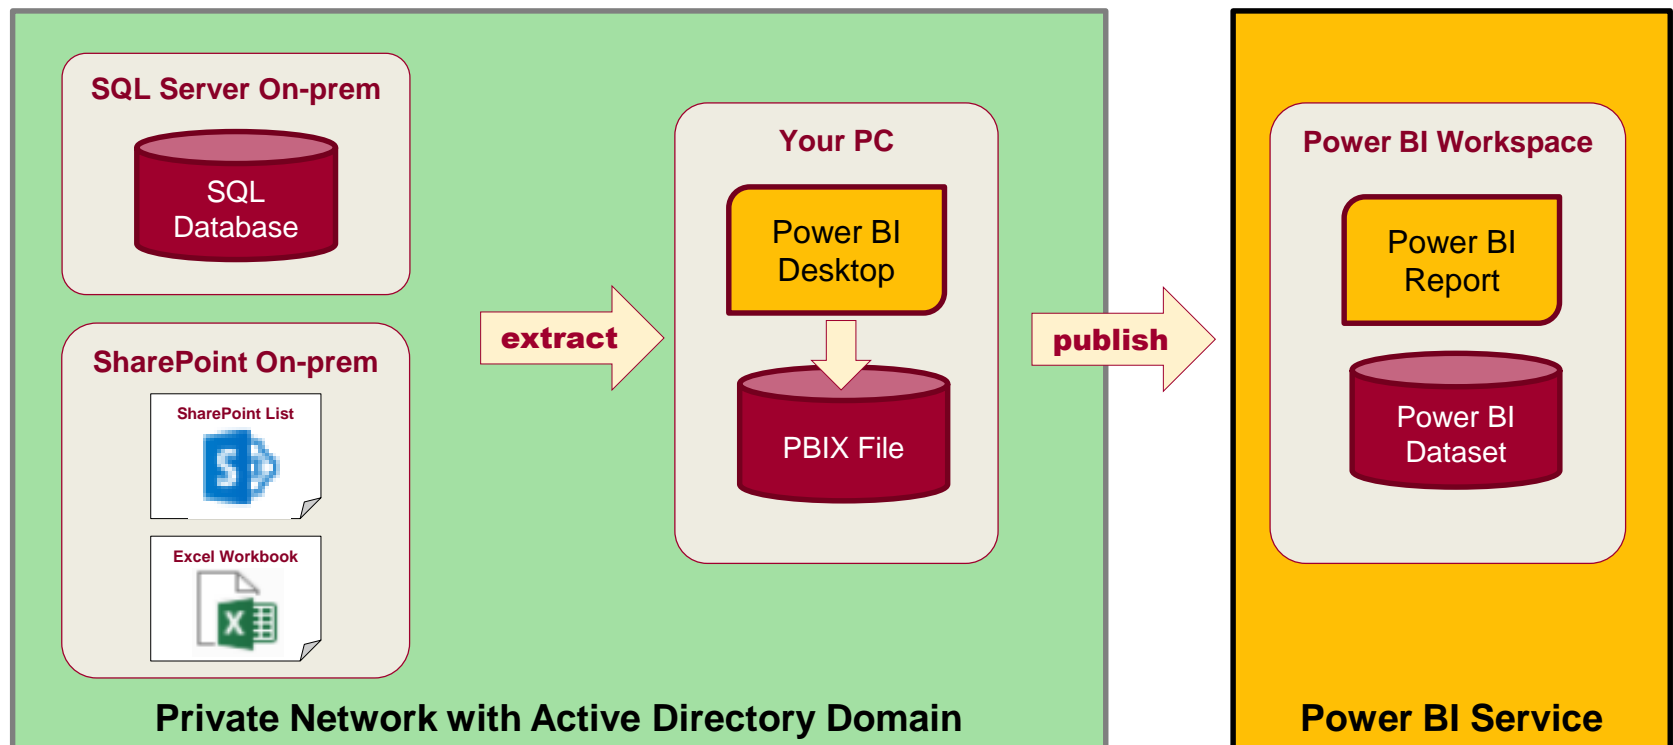 SQL Server On-prem
SQL
Database
SharePoint On-prem
SharePoint List
S
Excel Workbook
X
extract
Your PC
Power BI
Desktop
PBIX File
publish
Power BI Workspace
Power BI
Report
Power BI
Dataset
Private Network with Active Directory Domain
Power BI Service